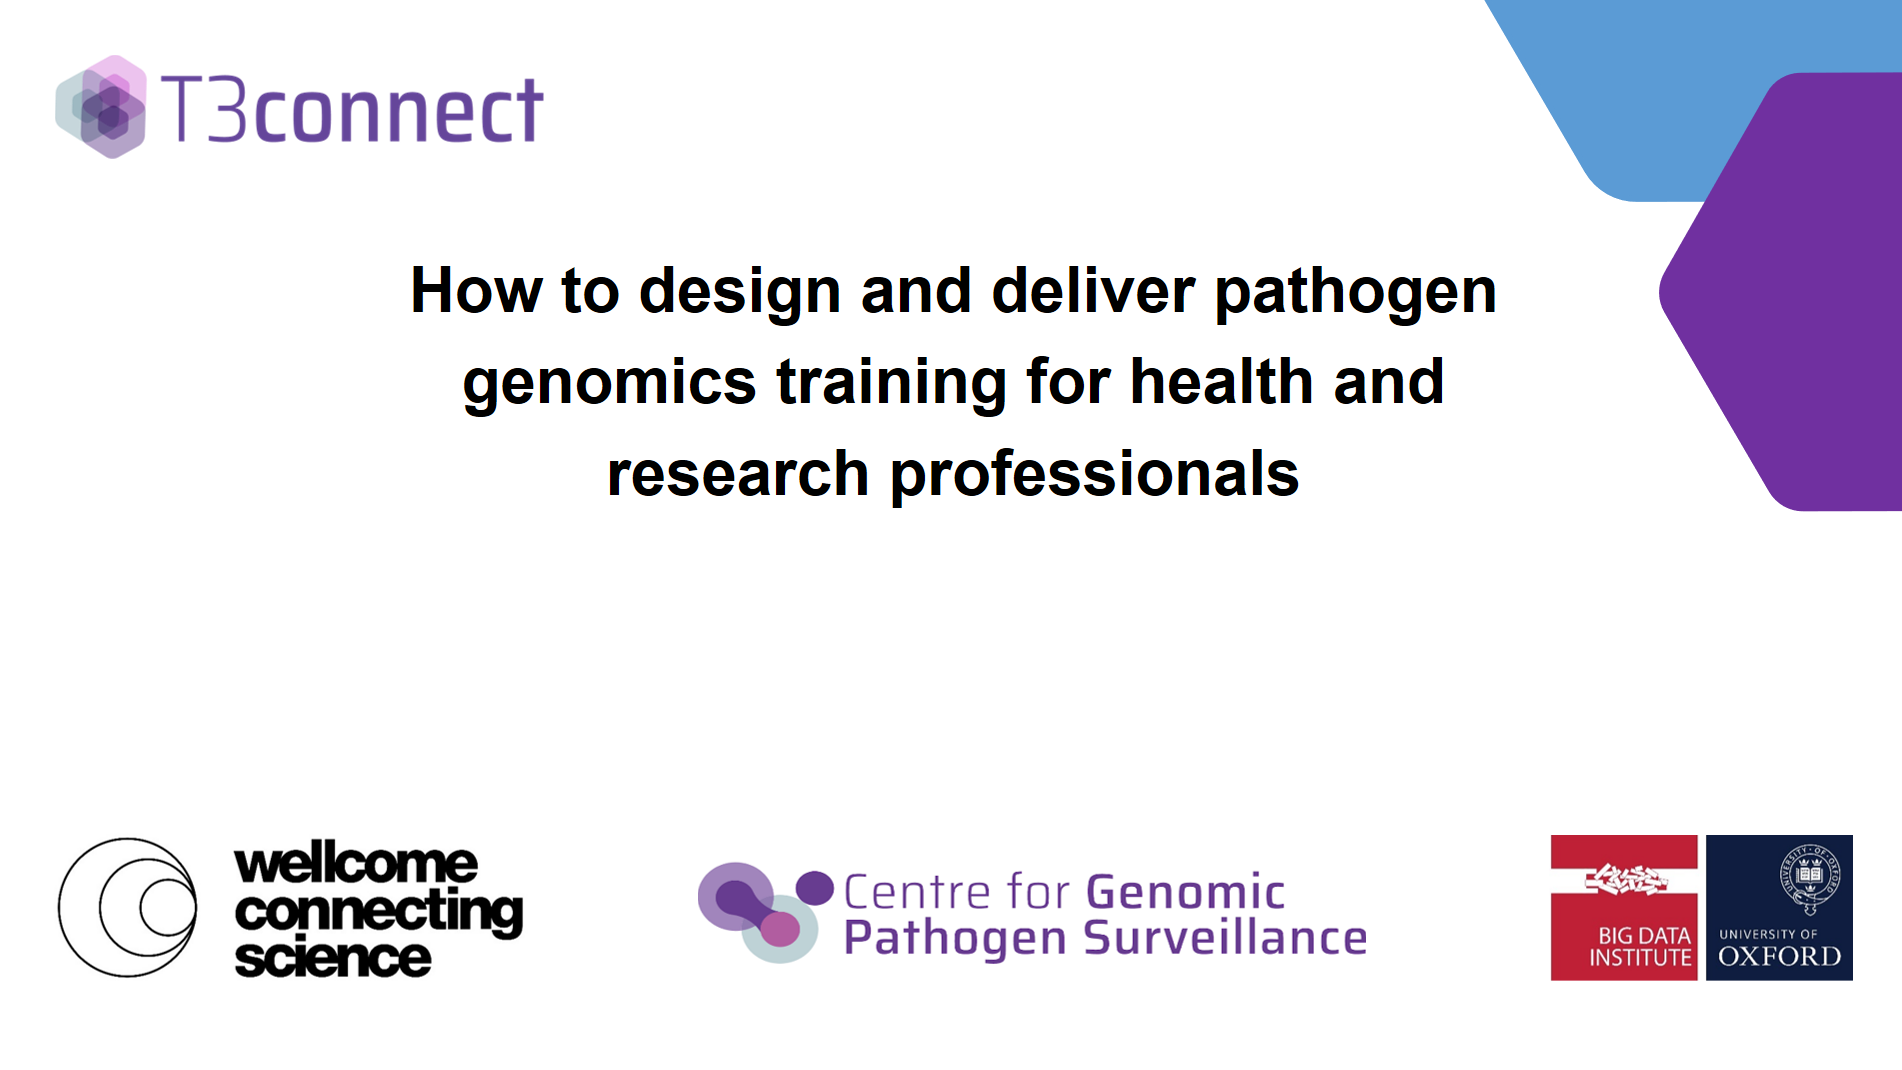 T3connect
How to design and deliver pathogen
genomics training for health and
research professionals
wellcome
connecting
science
Centre for Genomic
Pathogen Surveillance
BIG DATA
INSTITUTE
UNIVERSITY OF
OXFORD